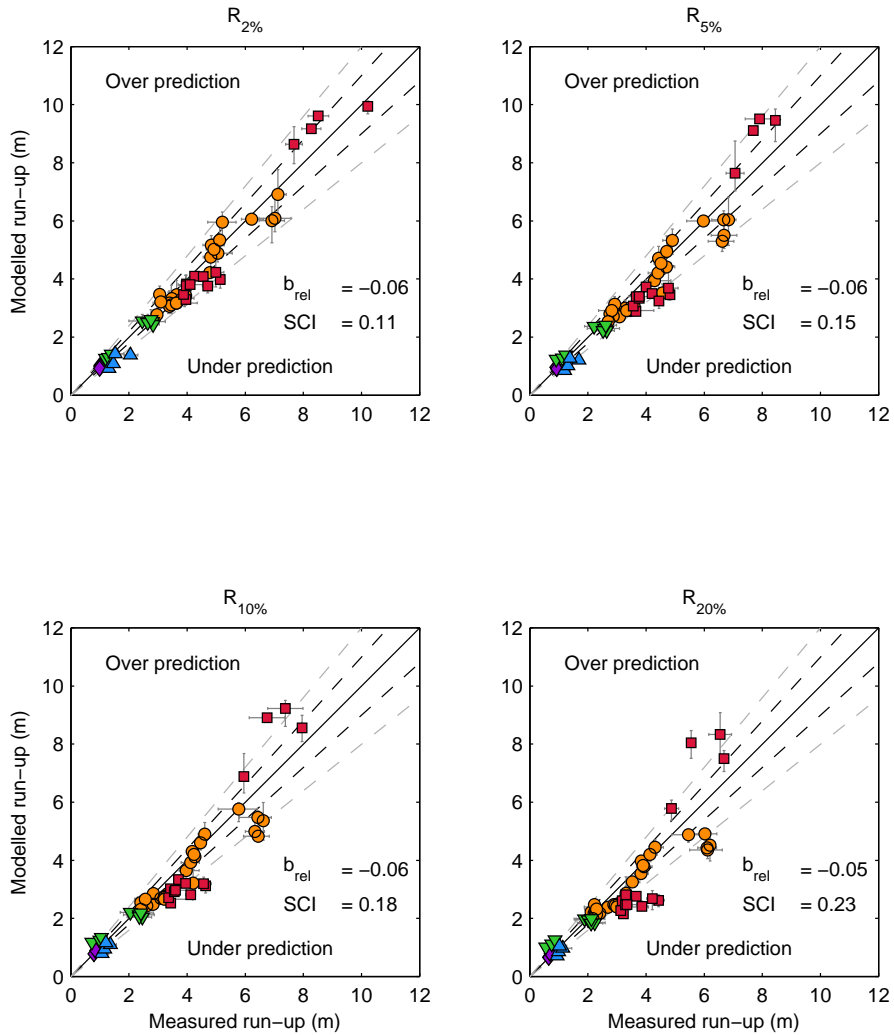 R2%
R5%
12
10
8
6
4
2
0
Modelled run−up (m)
Over prediction
brel = −0.06
SCI = 0.11
Under prediction
0 2 4 6 8 10 12
12
10
8
6
4
2
0
Over prediction
brel = −0.06
SCI = 0.15
Under prediction
0 2 4 6 8 10 12
R10%
R20%
12
10
8
6
4
2
0
Modelled run−up (m)
Over prediction
brel = −0.06
SCI = 0.18
Under prediction
0 2 4 6 8 10 12
Measured run−up (m)
12
10
8
6
4
2
0
Over prediction
brel = −0.05
SCI = 0.23
Under prediction
0 2 4 6 8 10 12
Measured run−up (m)